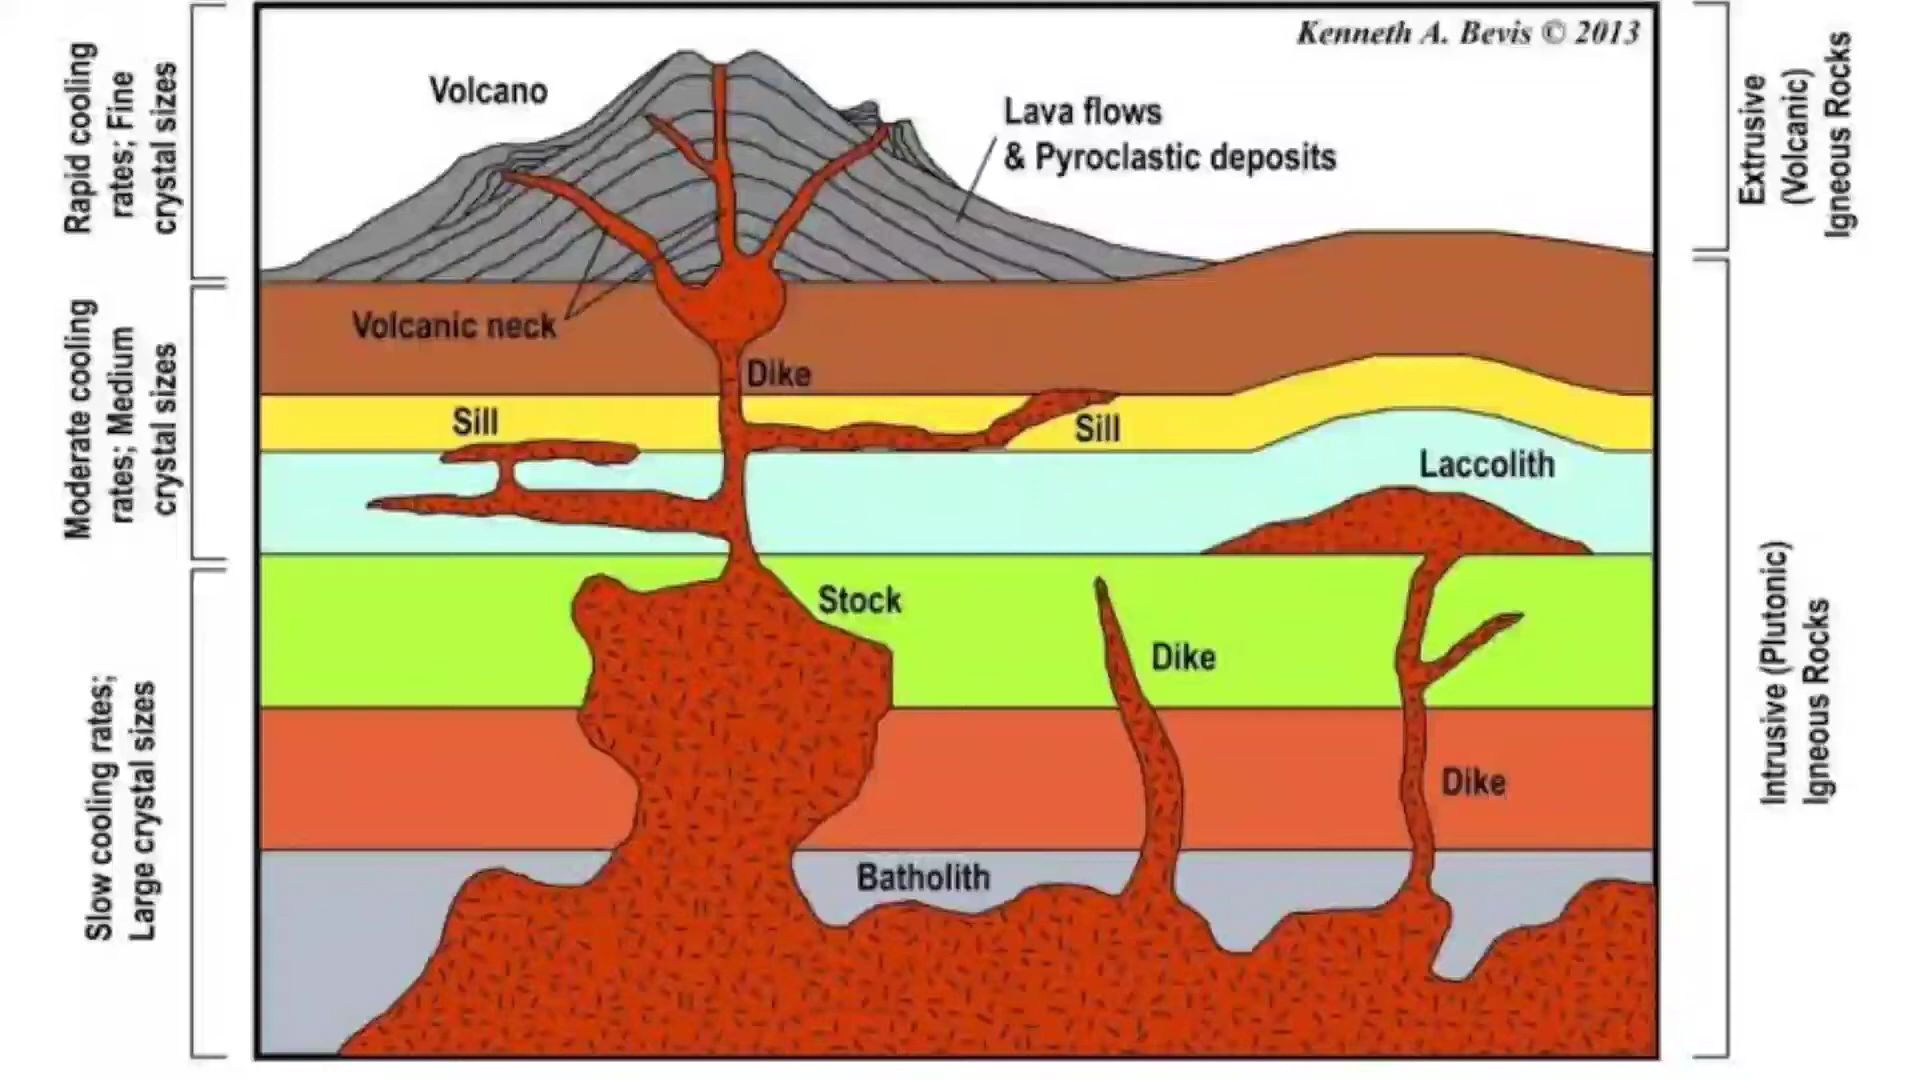 Kenneth A. Bevis © 2013
Rapid cooling
rates; Fine
crystal sizes
Volcano
Lava flows
& Pyroclastic deposits
Extrusive
(Volcanic)
Igneous Rocks
Moderate cooling
rates; Medium
crystal sizes
Volcanic neck
Dike
Sill
Sill
Laccolith
Slow cooling rates;
Large crystal sizes
Stock
Dike
Dike
Batholith
Intrusive (Plutonic)
Igneous Rocks